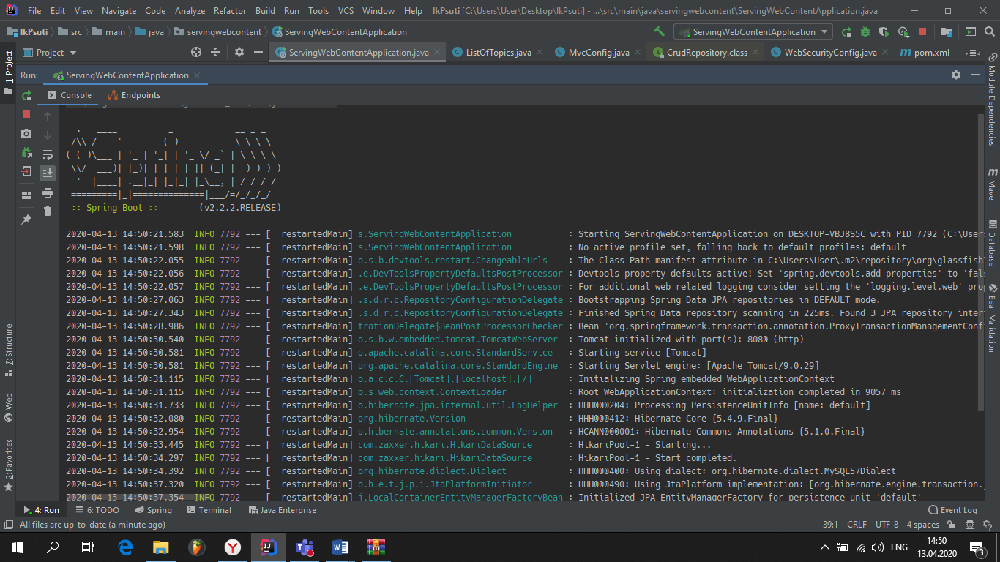 File Edit View Navigate Code Analyze Refactor Build Run Tools VCS Window Help IkPsuti [C:\Users\User\Desktop\IkPsuti] - ...\src\main\java\servingwebcontent\ServingWebContentApplication.java
IkPsuti src main java servingwebcontent ServingWebContentApplication ServingWebContentApplication
1: Project Project ServingWebContentApplication.java ListOfTopics.java MvcConfig.java CrudRepository.class WebSecurityConfig.java pom.xml
Run: ServingWebContentApplication
Console Endpoints
  .   ____          _            __ _ _
 /\\ / ___'_ __ _ _(_)_ __  __ _ \ \ \ \
( ( )\___ | '_ | '_| | '_ \/ _` | \ \ \ \
 \\/  ___)| |_)| | | | | || (_| |  ) ) ) )
  '  |____| .__|_| |_|_| |_\__, | / / / /
 =========|_|==============|___/=/_/_/_/
 :: Spring Boot ::        (v2.2.2.RELEASE)
2020-04-13 14:50:21.583  INFO 7792 --- [  restartedMain] s.ServingWebContentApplication           : Starting ServingWebContentApplication on DESKTOP-VBJ8S5C with PID 7792 (C:\User
2020-04-13 14:50:21.598  INFO 7792 --- [  restartedMain] s.ServingWebContentApplication           : No active profile set, falling back to default profiles: default
2020-04-13 14:50:22.055  INFO 7792 --- [  restartedMain] o.s.b.devtools.restart.ChangeableUrls    : The Class-Path manifest attribute in C:\Users\User\.m2\repository\org\glassfish
2020-04-13 14:50:22.056  INFO 7792 --- [  restartedMain] .e.DevToolsPropertyDefaultsPostProcessor : Devtools property defaults active! Set 'spring.devtools.add-properties' to 'fal
2020-04-13 14:50:22.057  INFO 7792 --- [  restartedMain] .e.DevToolsPropertyDefaultsPostProcessor : For additional web related logging consider setting the 'logging.level.web' pro
2020-04-13 14:50:27.063  INFO 7792 --- [  restartedMain] .s.d.r.c.RepositoryConfigurationDelegate : Bootstrapping Spring Data JPA repositories in DEFAULT mode.
2020-04-13 14:50:27.343  INFO 7792 --- [  restartedMain] .s.d.r.c.RepositoryConfigurationDelegate : Finished Spring Data repository scanning in 225ms. Found 3 JPA repository inter
2020-04-13 14:50:28.986  INFO 7792 --- [  restartedMain] trationDelegate$BeanPostProcessorChecker : Bean 'org.springframework.transaction.annotation.ProxyTransactionManagementConf
2020-04-13 14:50:30.540  INFO 7792 --- [  restartedMain] o.s.b.w.embedded.tomcat.TomcatWebServer  : Tomcat initialized with port(s): 8080 (http)
2020-04-13 14:50:30.581  INFO 7792 --- [  restartedMain] o.apache.catalina.core.StandardService   : Starting service [Tomcat]
2020-04-13 14:50:30.581  INFO 7792 --- [  restartedMain] org.apache.catalina.core.StandardEngine  : Starting Servlet engine: [Apache Tomcat/9.0.29]
2020-04-13 14:50:31.115  INFO 7792 --- [  restartedMain] o.a.c.c.C.[Tomcat].[localhost].[/]       : Initializing Spring embedded WebApplicationContext
2020-04-13 14:50:31.115  INFO 7792 --- [  restartedMain] o.s.web.context.ContextLoader            : Root WebApplicationContext: initialization completed in 9057 ms
2020-04-13 14:50:31.733  INFO 7792 --- [  restartedMain] o.hibernate.jpa.internal.util.LogHelper  : HHH000204: Processing PersistenceUnitInfo [name: default]
2020-04-13 14:50:32.080  INFO 7792 --- [  restartedMain] org.hibernate.Version                    : HHH000412: Hibernate Core {5.4.9.Final}
2020-04-13 14:50:32.954  INFO 7792 --- [  restartedMain] o.hibernate.annotations.common.Version   : HCANN000001: Hibernate Commons Annotations {5.1.0.Final}
2020-04-13 14:50:33.445  INFO 7792 --- [  restartedMain] com.zaxxer.hikari.HikariDataSource       : HikariPool-1 - Starting...
2020-04-13 14:50:34.297  INFO 7792 --- [  restartedMain] com.zaxxer.hikari.HikariDataSource       : HikariPool-1 - Start completed.
2020-04-13 14:50:34.392  INFO 7792 --- [  restartedMain] org.hibernate.dialect.Dialect            : HHH000400: Using dialect: org.hibernate.dialect.MySQL57Dialect
2020-04-13 14:50:37.320  INFO 7792 --- [  restartedMain] o.h.e.t.j.p.i.JtaPlatformInitiator       : HHH000490: Using JtaPlatform implementation: [org.hibernate.engine.transaction.
2020-04-13 14:50:37.354  INFO 7792 --- [  restartedMain] j.LocalContainerEntityManagerFactoryBean : Initialized JPA EntityManagerFactory for persistence unit 'default'
7: Structure
Web
2: Favorites
Module Dependencies
Maven
Database
Bean Validation
4: Run 6: TODO Spring Terminal Java Enterprise Event Log
All files are up-to-date (a minute ago) 39:1 CRLF UTF-8 4 spaces
ENG 14:50
13.04.2020 3